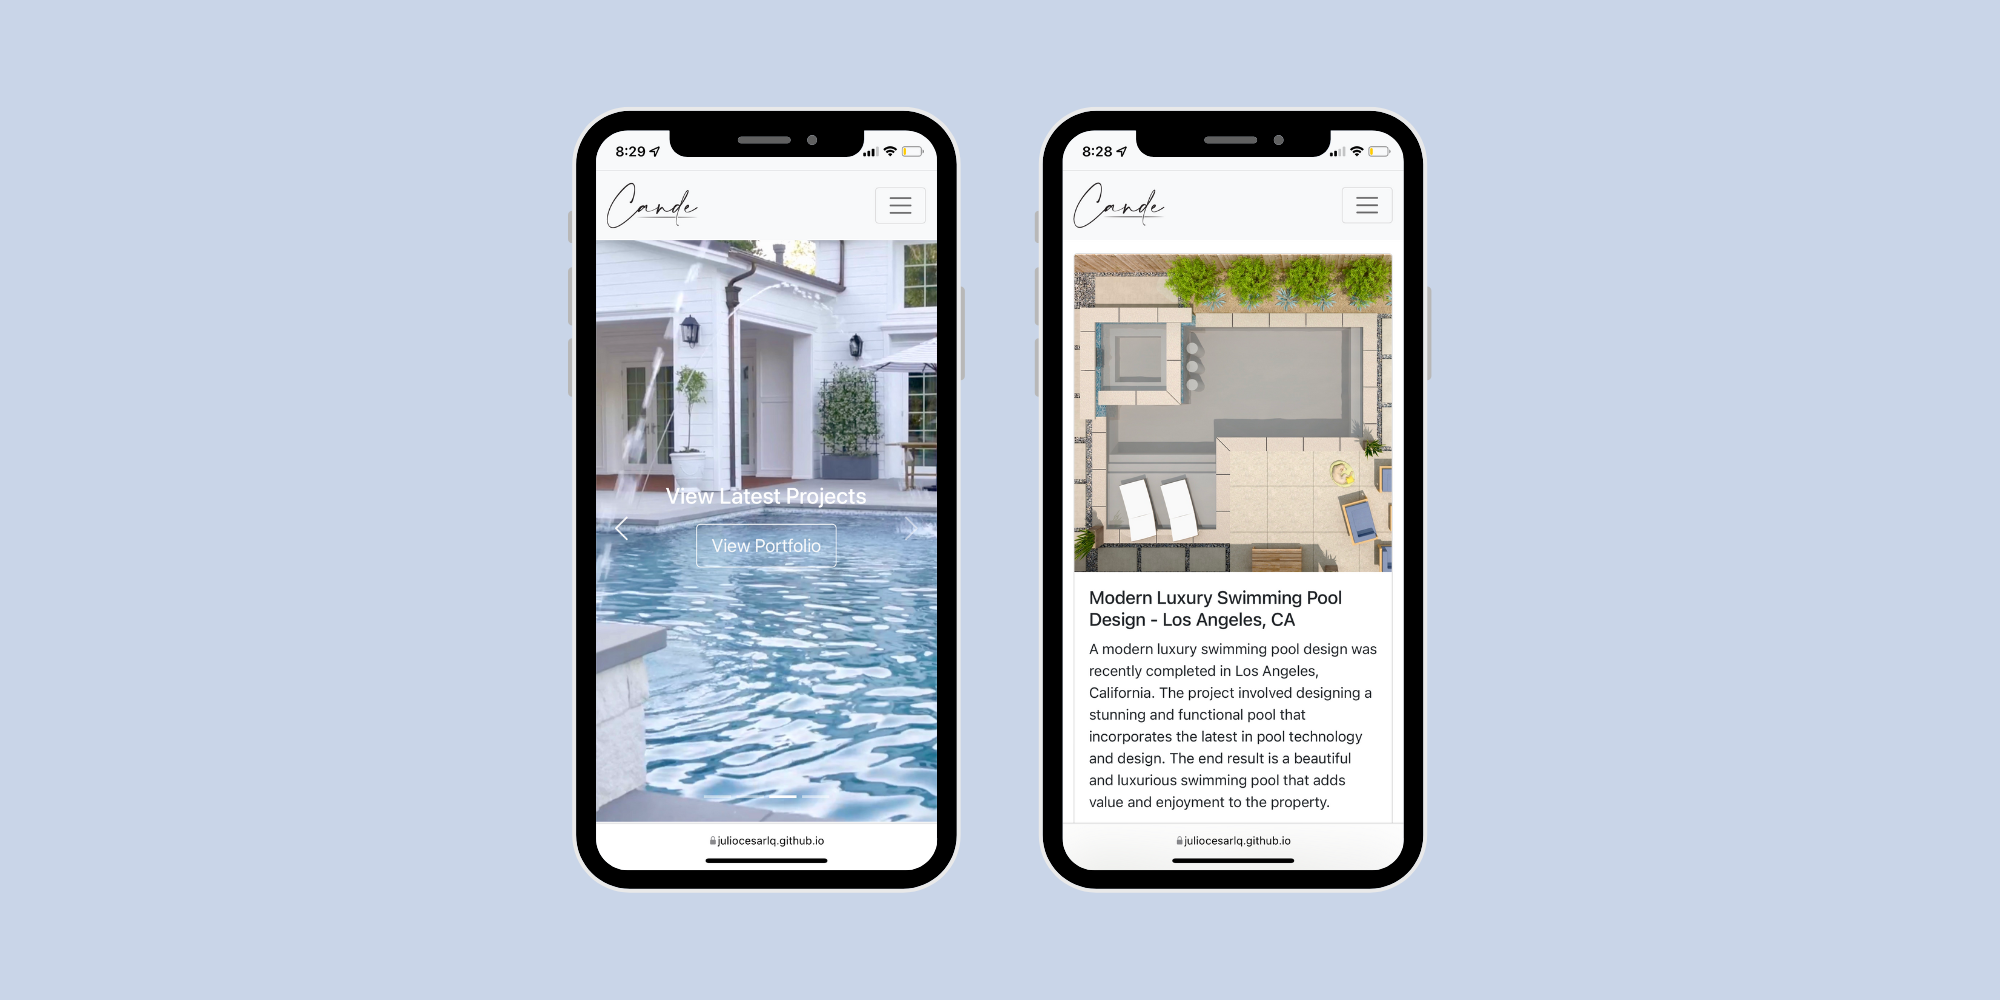 8:29
Cande
View Latest Projects
View Portfolio
juliocesarlq.github.io
8:28
Cande
Modern Luxury Swimming Pool
Design - Los Angeles, CA
A modern luxury swimming pool design was
recently completed in Los Angeles,
California. The project involved designing a
stunning and functional pool that
incorporates the latest in pool technology
and design. The end result is a beautiful
and luxurious swimming pool that adds
value and enjoyment to the property.
juliocesarlq.github.io